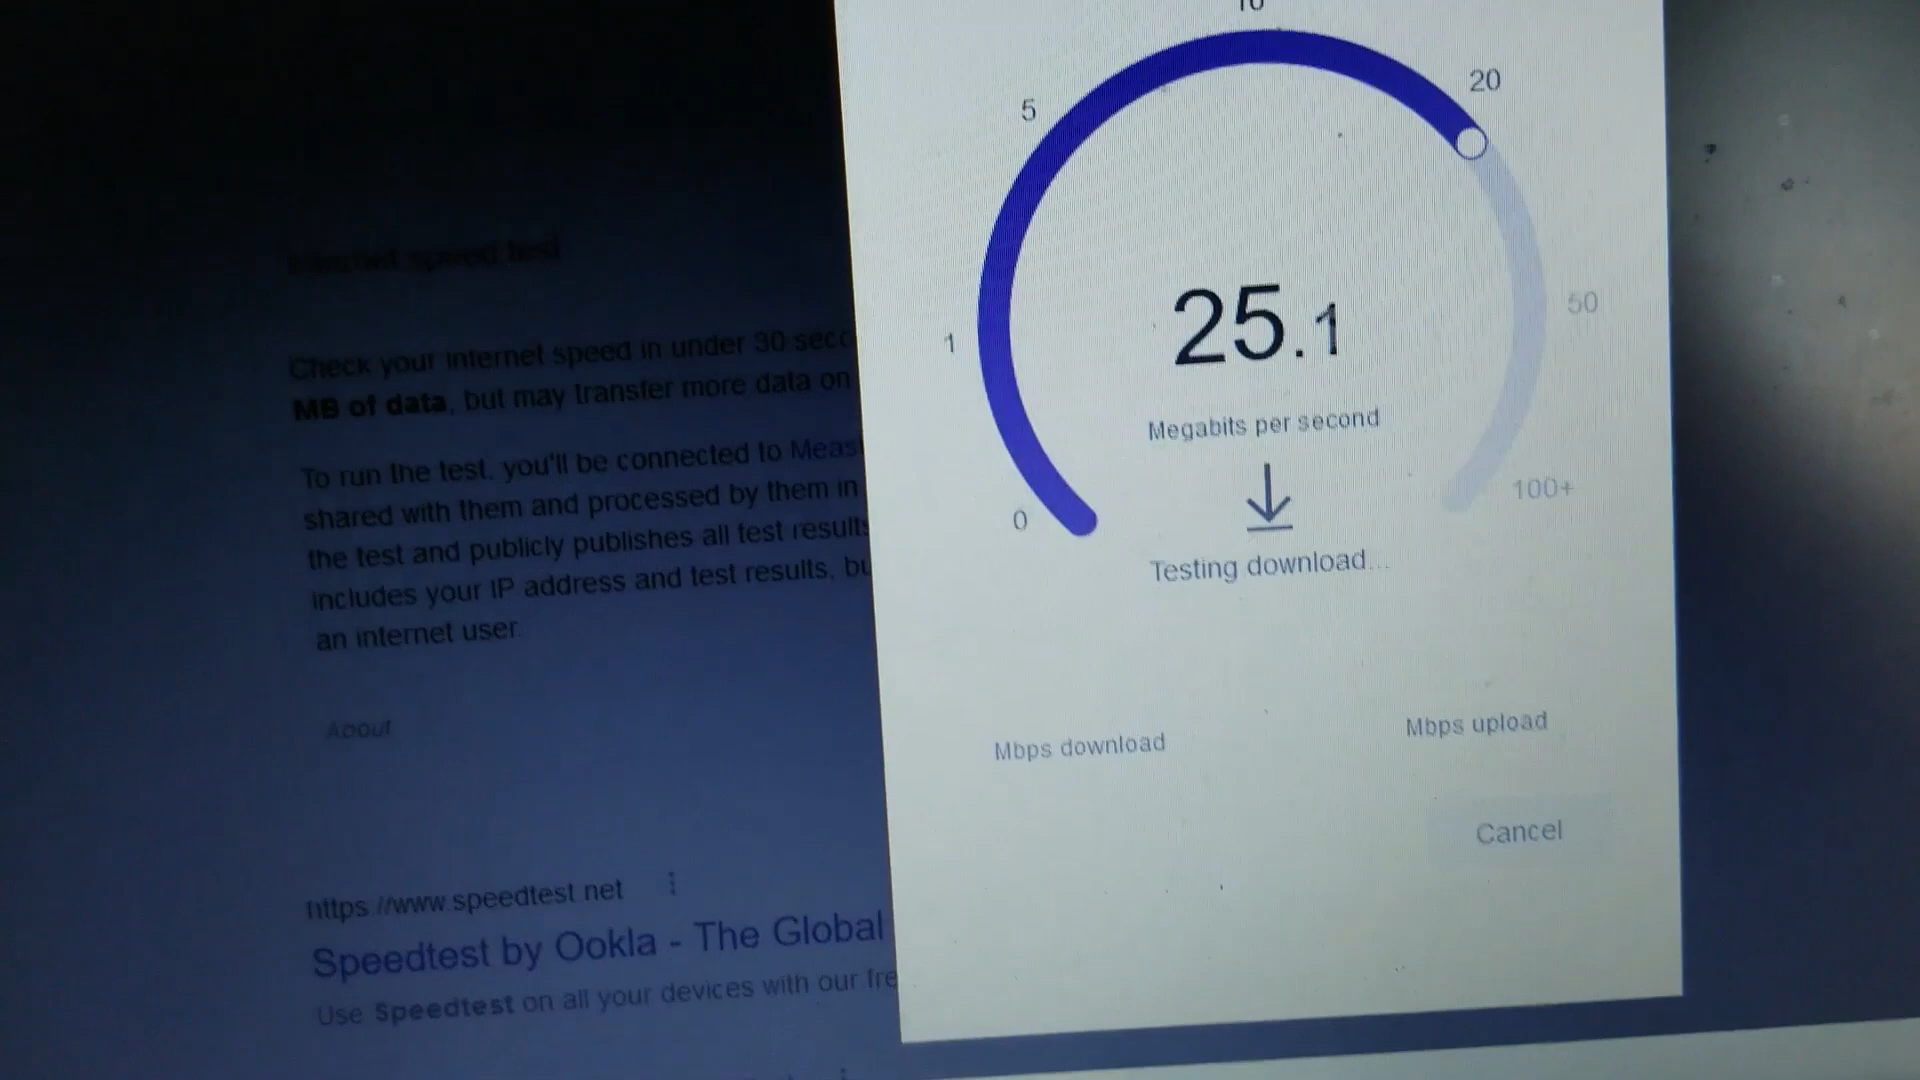 Internet speed test
Check your internet speed in under 30 seco
MB of data, but may transfer more data on
To run the test, you'll be connected to Meas
shared with them and processed by them in
the test and publicly publishes all test results
includes your IP address and test results, bu
an internet user.
About
https://www.speedtest.net
Speedtest by Ookla - The Global
Use Speedtest on all your devices with our fre
10
5
20
1
50
0
100+
25.1
Megabits per second
Testing download...
Mbps download
Mbps upload
Cancel